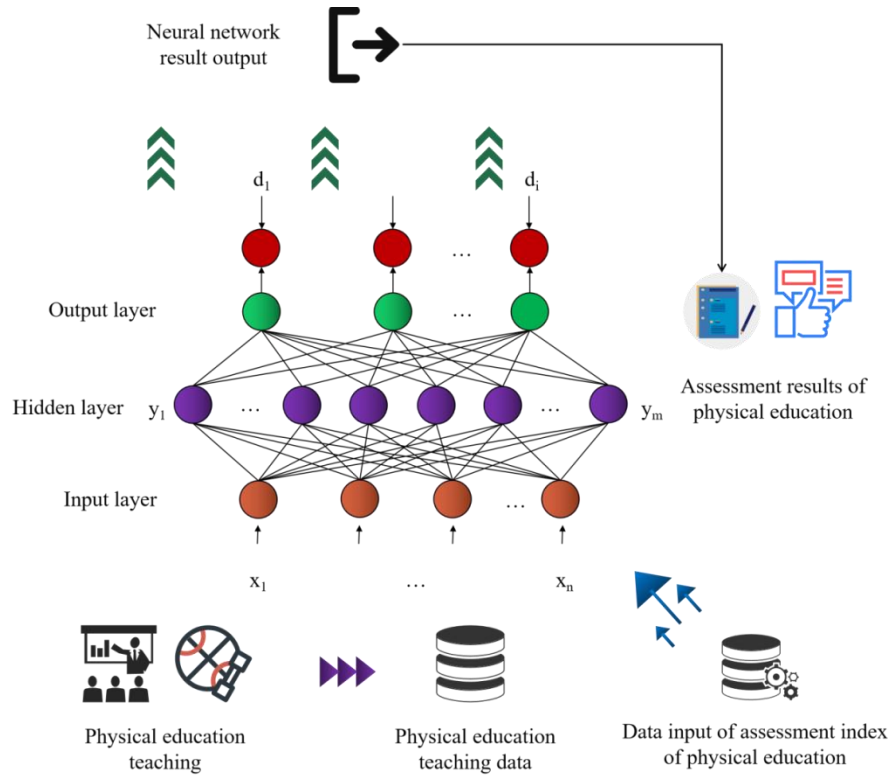 Neural network
result output
d₁
dᵢ
…
Output layer
…
Hidden layer
y₁
…
…
yₘ
Assessment results of
physical education
Input layer
…
x₁
…
xₙ
Physical education
teaching
Physical education
teaching data
Data input of assessment index
of physical education